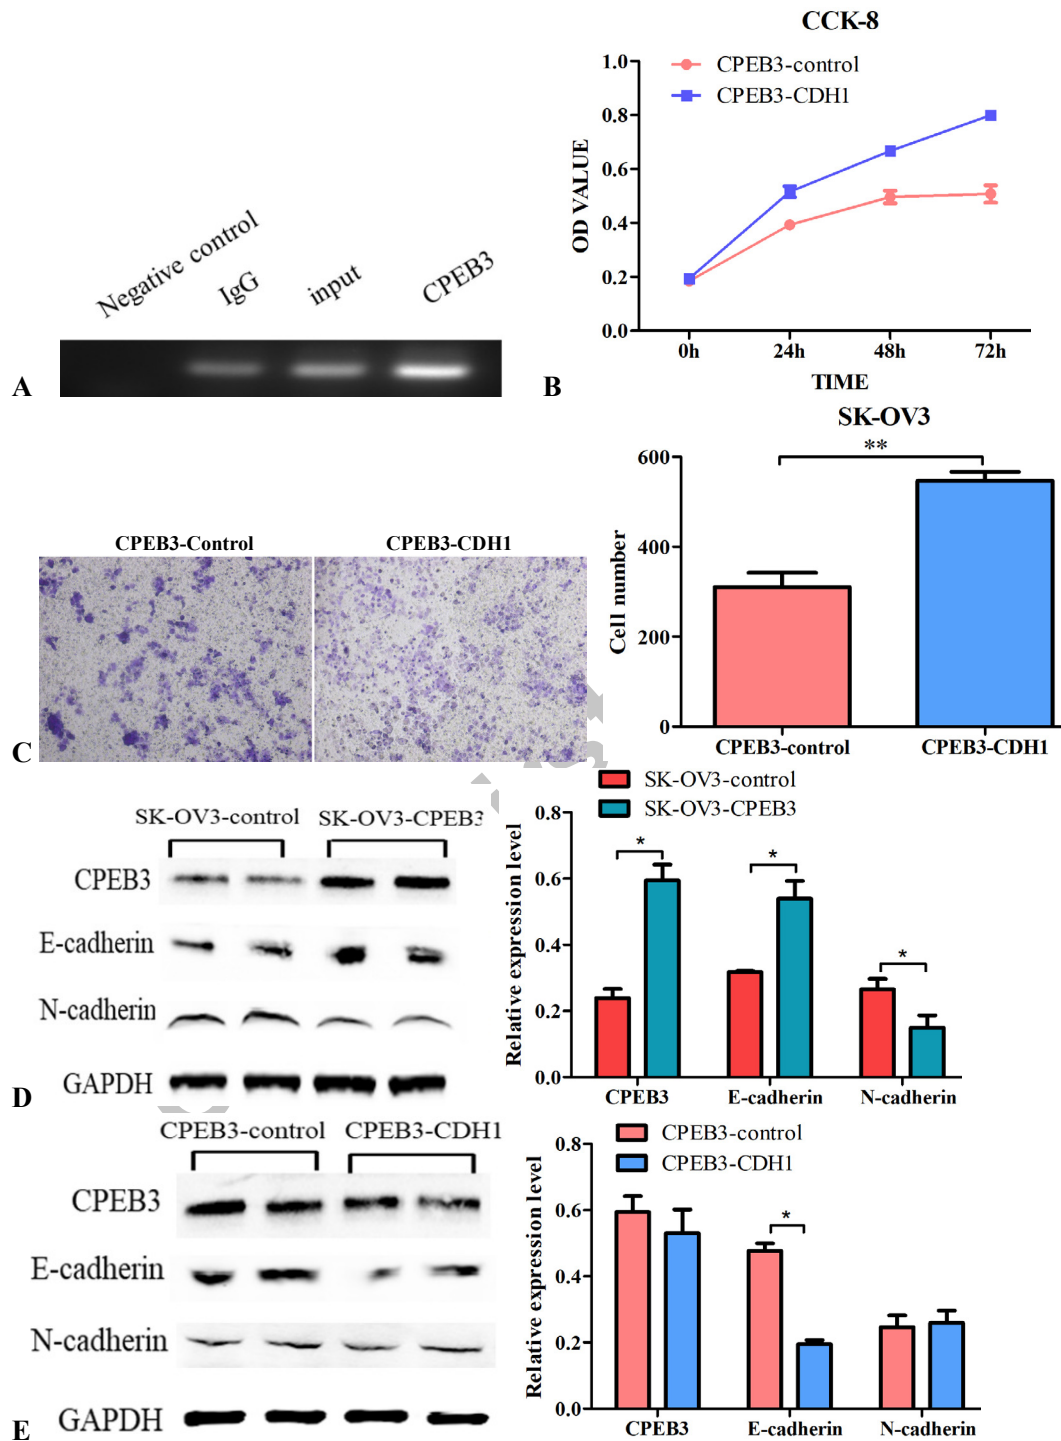 Negative control
IgG
input
CPEB3
A
CCK-8
CPEB3-control
CPEB3-CDH1
OD VALUE
1.0
0.8
0.6
0.4
0.2
0.0
0h
24h
48h
72h
TIME
B
CPEB3-Control
CPEB3-CDH1
C
SK-OV3
**
Cell number
600
400
200
0
CPEB3-control
CPEB3-CDH1
SK-OV3-control
SK-OV3-CPEB3
CPEB3
E-cadherin
N-cadherin
GAPDH
D
SK-OV3-control
SK-OV3-CPEB3
Relative expression level
0.8
0.6
0.4
0.2
0.0
*
*
*
CPEB3
E-cadherin
N-cadherin
CPEB3-control
CPEB3-CDH1
CPEB3
E-cadherin
N-cadherin
GAPDH
E
CPEB3-control
CPEB3-CDH1
Relative expression level
0.8
0.6
0.4
0.2
0.0
*
CPEB3
E-cadherin
N-cadherin